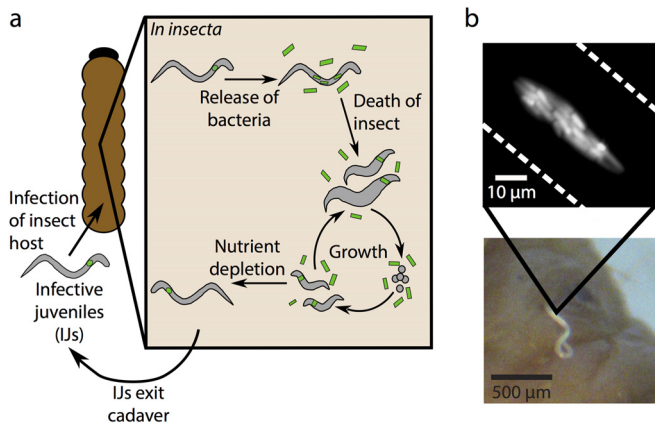 a
In insecta
Release of
bacteria
Death of
insect
Infection
of insect
host
Nutrient
depletion
Growth
Infective
juveniles
(IJs)
IJs exit
cadaver
b
10 µm
500 µm